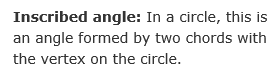 Inscribed angle: In a circle, this is
an angle formed by two chords with
the vertex on the circle.